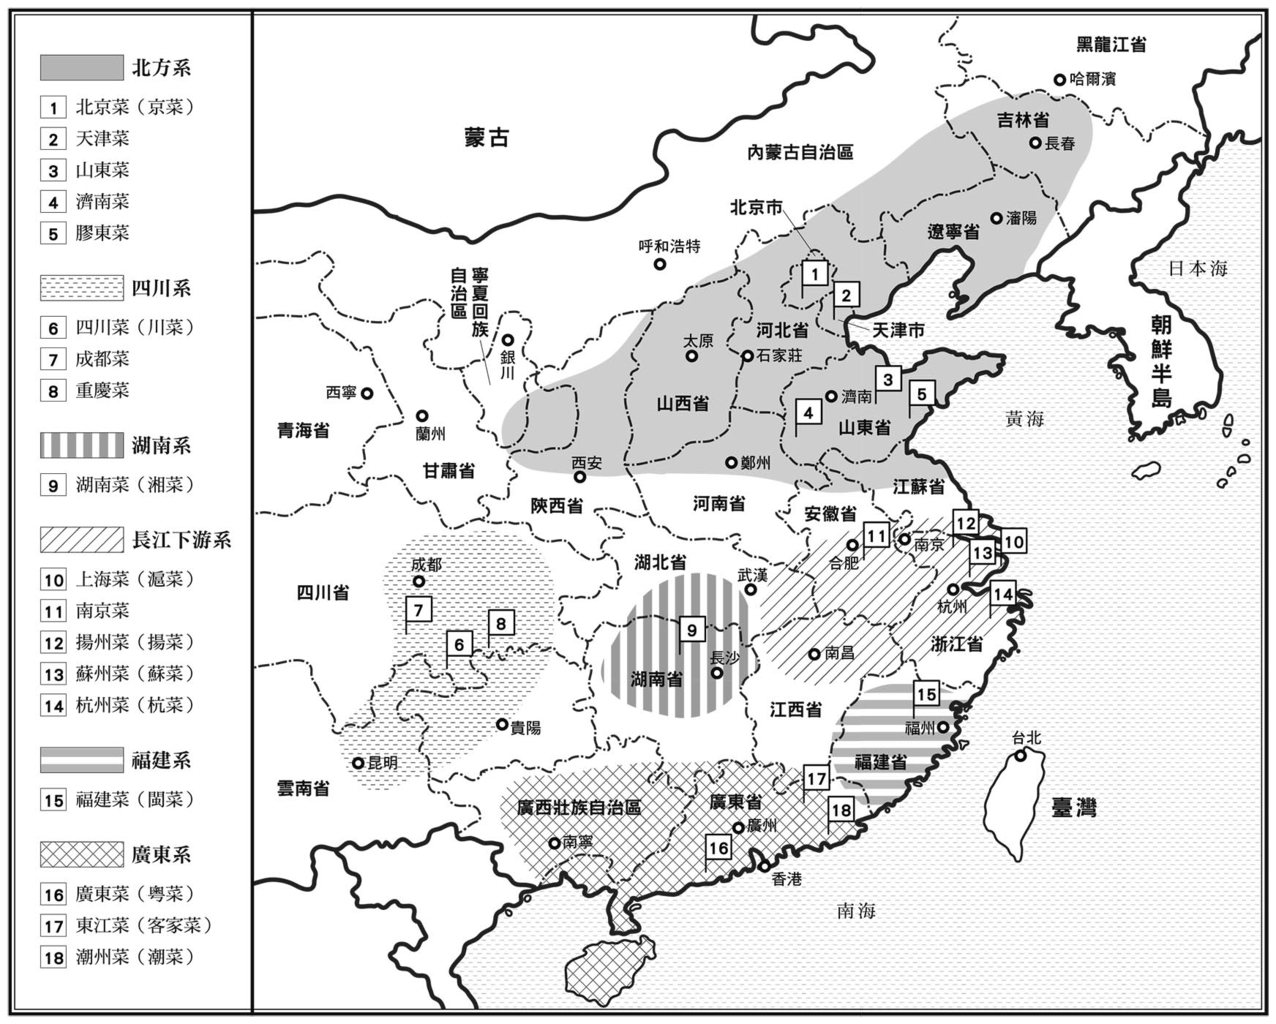 北方系
1 北京菜（京菜）
2 天津菜
3 山東菜
4 濟南菜
5 膠東菜
四川系
6 四川菜（川菜）
7 成都菜
8 重慶菜
湖南系
9 湖南菜（湘菜）
長江下游系
10 上海菜（滬菜）
11 南京菜
12 揚州菜（揚菜）
13 蘇州菜（蘇菜）
14 杭州菜（杭菜）
福建系
15 福建菜（閩菜）
廣東系
16 廣東菜（粵菜）
17 東江菜（客家菜）
18 潮州菜（潮菜）
黑龍江省
哈爾濱
吉林省
長春
蒙古
內蒙古自治區
北京市
遼寧省
瀋陽
呼和浩特
日本海
寧夏回族
自治區
1
2
河北省
天津市
朝鮮半島
銀川
太原
石家莊
西寧
3
濟南
5
山西省
4
山東省
黃海
青海省
蘭州
甘肅省
西安
鄭州
陝西省
河南省
江蘇省
安徽省
12
11
南京
10
13
合肥
湖北省
成都
武漢
四川省
杭州
14
7
8
6
9
浙江省
南昌
長沙
湖南省
15
江西省
貴陽
福州
台北
昆明
福建省
雲南省
17
廣西壯族自治區
廣東省
臺灣
18
廣州
南寧
16
香港
南海